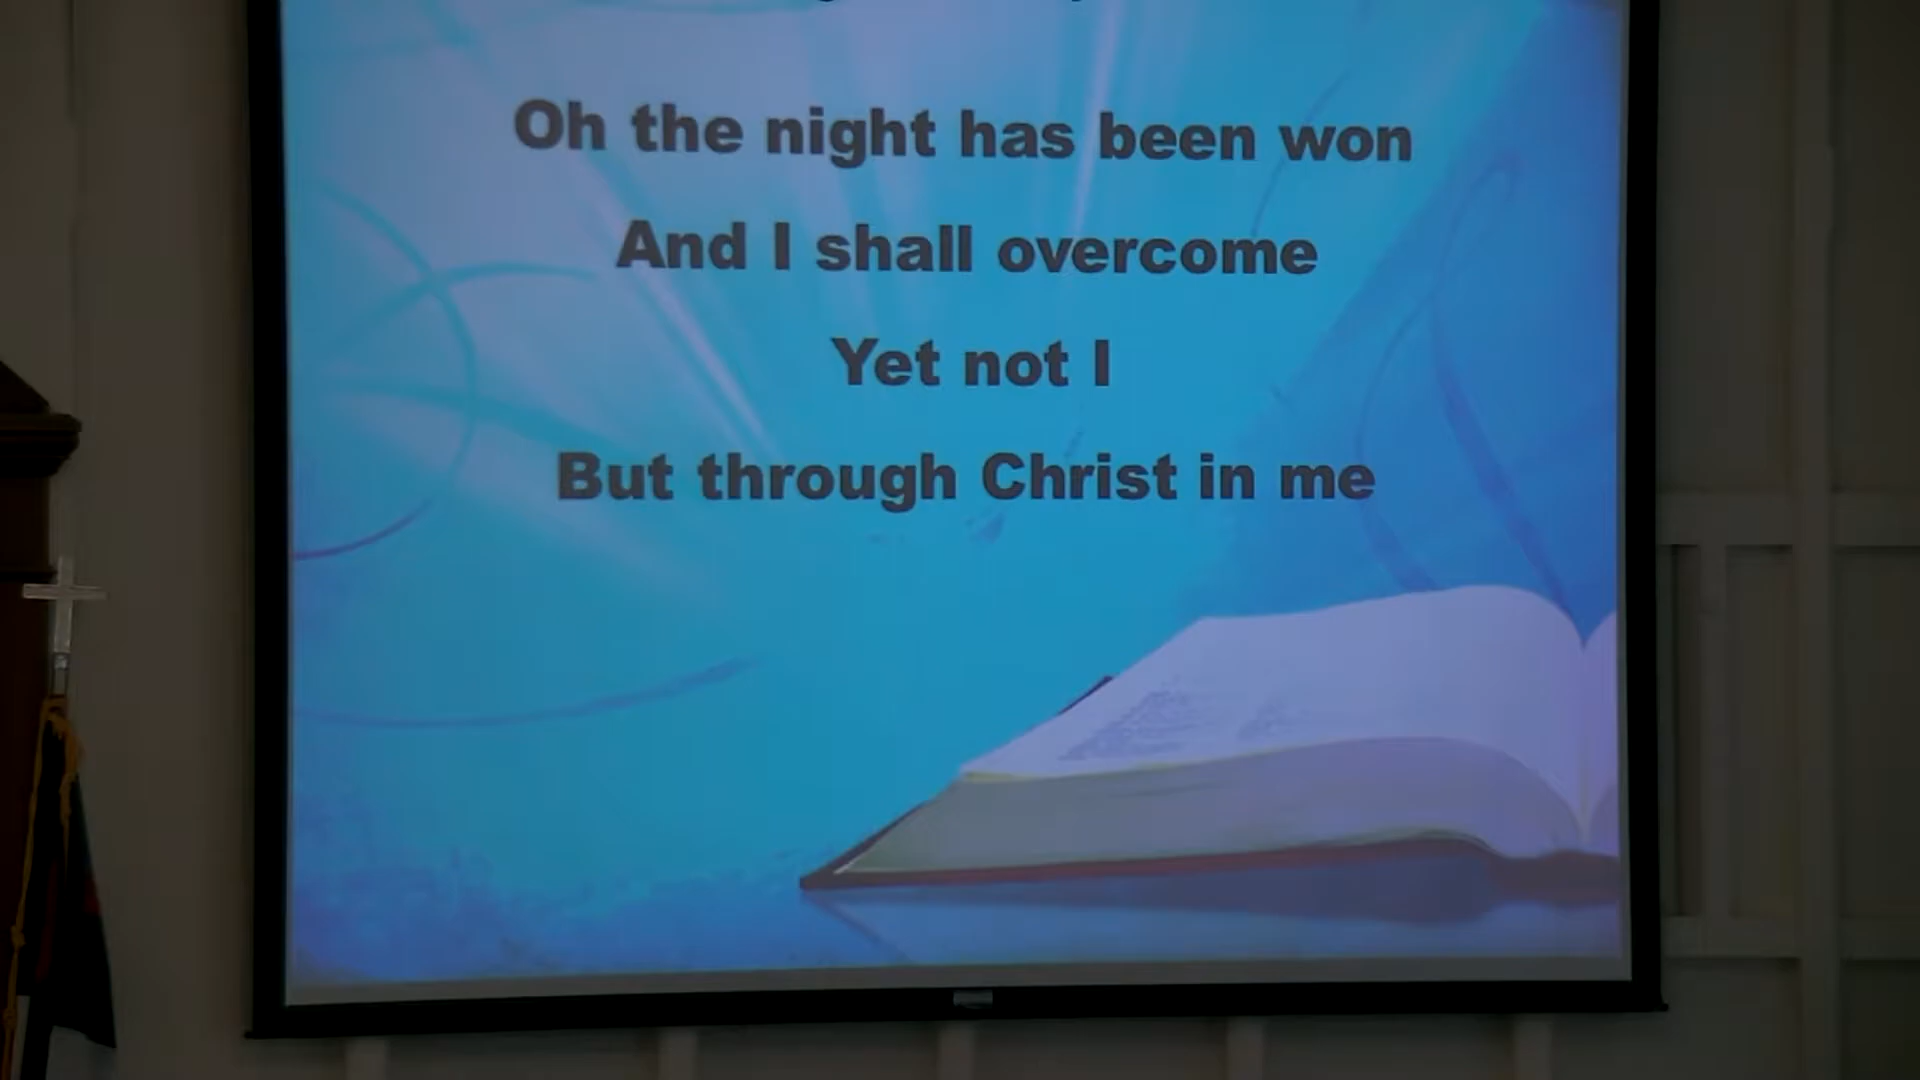 Oh the night has been won
And I shall overcome
Yet not I
But through Christ in me